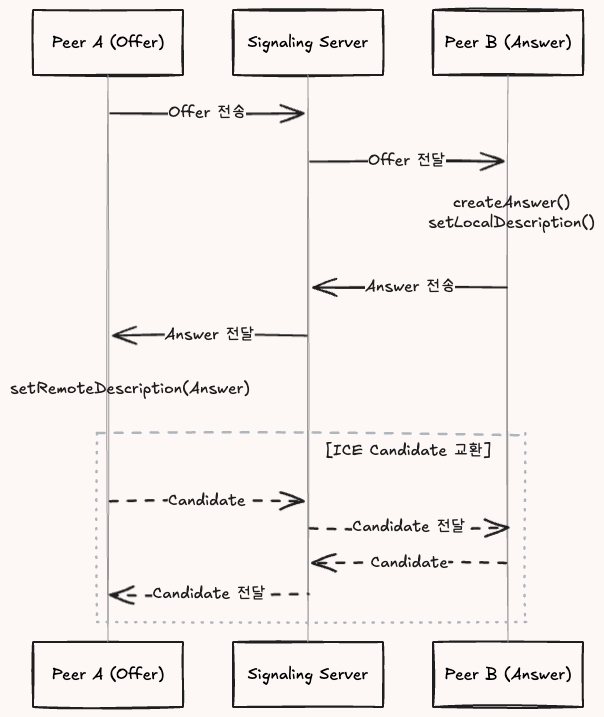 Peer A (Offer)
Signaling Server
Peer B (Answer)
Offer 전송
Offer 전달
createAnswer()
setLocalDescription()
Answer 전송
Answer 전달
setRemoteDescription(Answer)
[ICE Candidate 교환]
Candidate
Candidate 전달
Candidate
Candidate 전달
Peer A (Offer)
Signaling Server
Peer B (Answer)